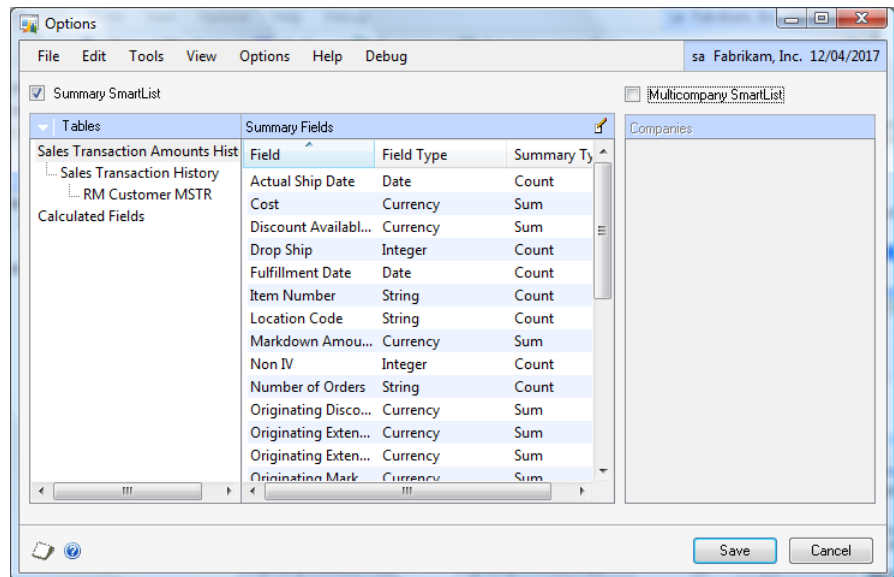 Options
File Edit Tools View Options Help Debug sa Fabrikam, Inc. 12/04/2017
Summary SmartList Multicompany SmartList
Tables Summary Fields Companies
Sales Transaction Amounts Hist Field Field Type Summary Ty
Sales Transaction History Actual Ship Date Date Count
RM Customer MSTR Cost Currency Sum
Calculated Fields Discount Availabl... Currency Sum
Drop Ship Integer Count
Fulfillment Date Date Count
Item Number String Count
Location Code String Count
Markdown Amou... Currency Sum
Non IV Integer Count
Number of Orders String Count
Originating Disco... Currency Sum
Originating Exten... Currency Sum
Originating Exten... Currency Sum
Originating Mark Currency Sum
Save Cancel